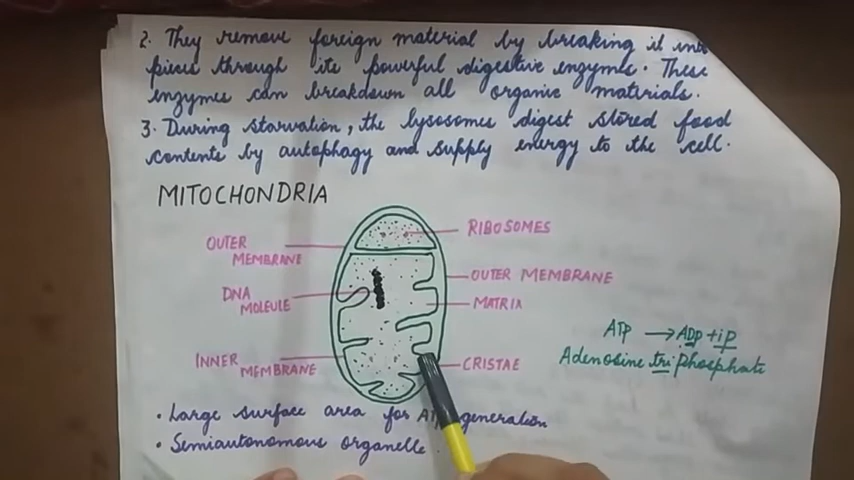 2. They remove foreign material by breaking it into
pieces through its powerful digestive enzymes. These
enzymes can breakdown all organic materials.
3. During starvation, the lysosomes digest stored food
contents by autophagy and supply energy to the cell.
MITOCHONDRIA
RIBOSOMES
OUTER
MEMBRANE
OUTER MEMBRANE
DNA
MOLEULE
MATRIX
ATP → ADP + iP
Adenosine triphosphate
INNER
MEMBRANE
CRISTAE
• Large surface area for ATP generation
• Semiautonomous organelle.